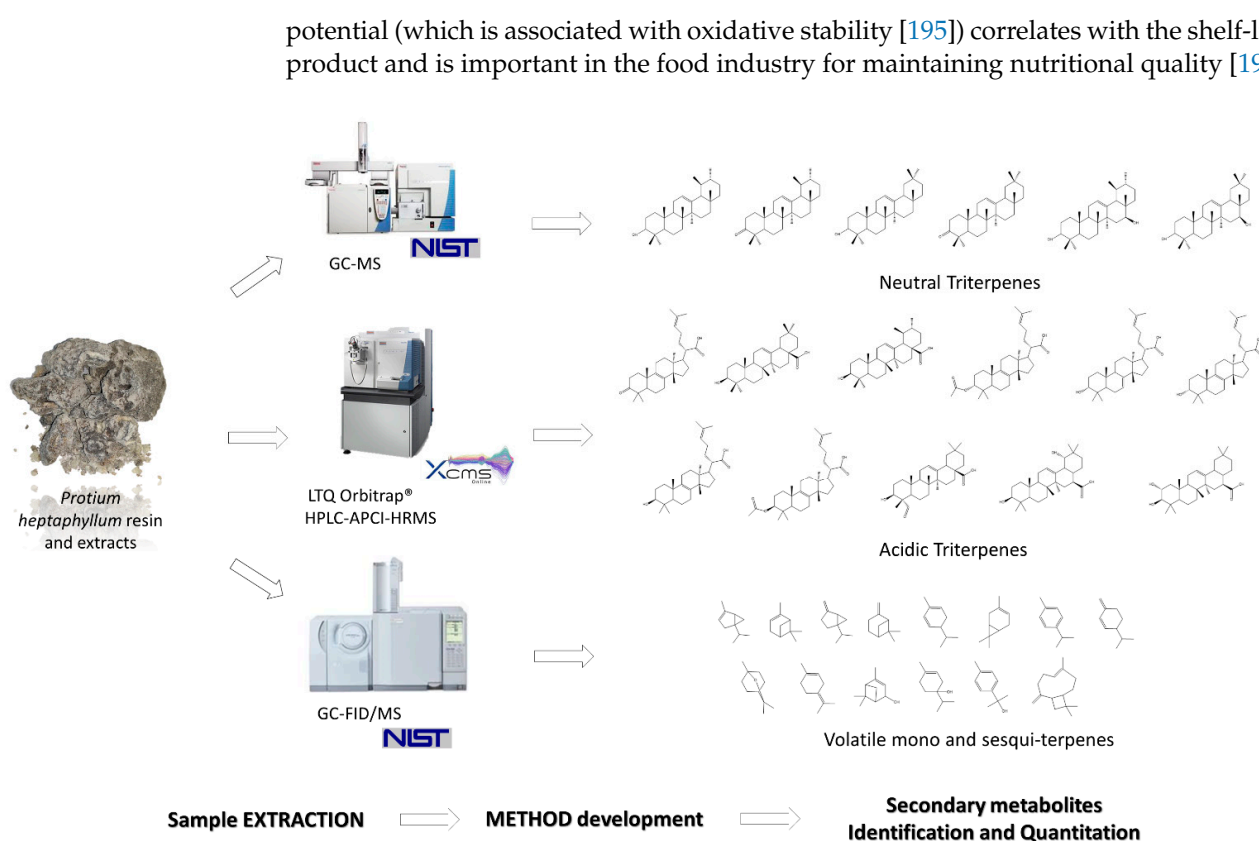 potential (which is associated with oxidative stability [195]) correlates with the shelf-l
product and is important in the food industry for maintaining nutritional quality [19
NIST
GC-MS
Neutral Triterpenes
Xcms
Online
LTQ Orbitrap®
HPLC-APCI-HRMS
Protium
heptaphyllum resin
and extracts
Acidic Triterpenes
GC-FID/MS
NIST
Volatile mono and sesqui-terpenes
Sample EXTRACTION
METHOD development
Secondary metabolites
Identification and Quantitation